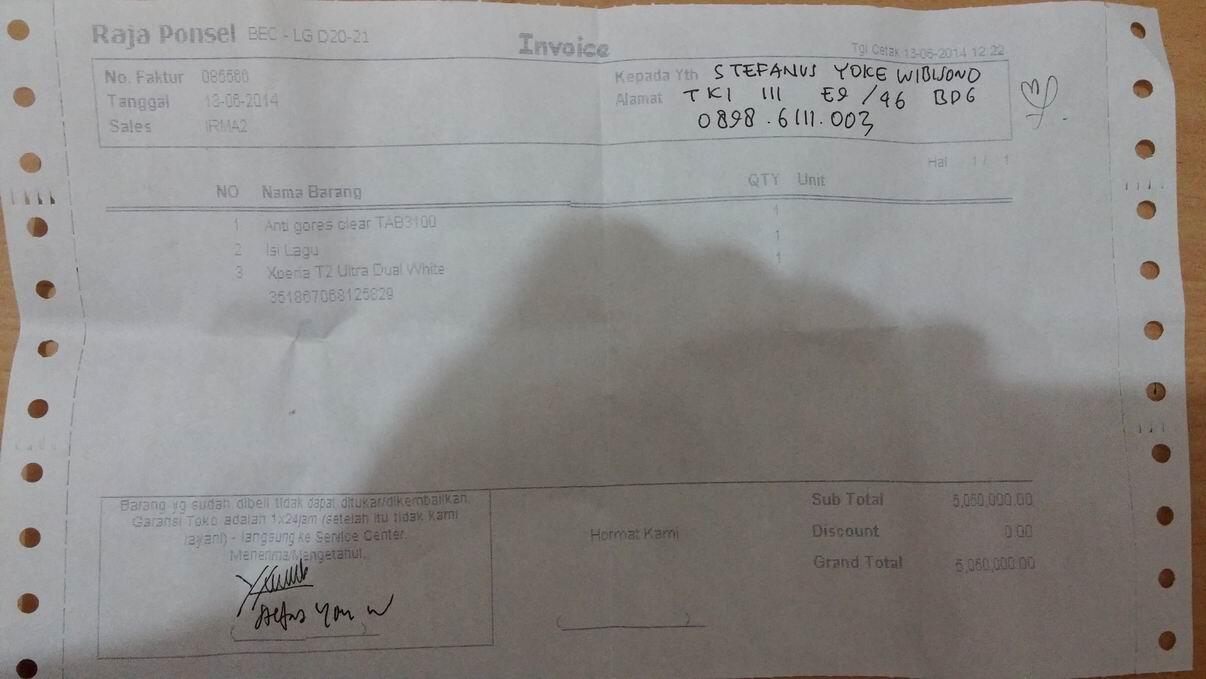 Raja Ponsel BEC - LG D20-21
Invoice
Tgl Cetak 13-06-2014 12:22
No. Faktur 086586
Tanggal 13-06-2014
Sales IRMA2
Kepada Yth STEFANUS YOKE WIBISONO
Alamat TKI III E9 /46 BDG
0898.6111.003
Hal 1 / 1
NO Nama Barang QTY Unit
1 Anti gores clear TAB3100 1
2 Isi Lagu 1
3 Xperia T2 Ultra Dual White 1
351867068125829
Barang yg sudah dibeli tidak dapat ditukar/dikembalikan.
Garansi Toko adalah 1x24jam (setelah itu tidak kami
layani) - langsung ke Service Center.
Menerima/Mengetahui,
Hormat Kami
Sub Total 5,060,000.00
Discount 0.00
Grand Total 5,060,000.00